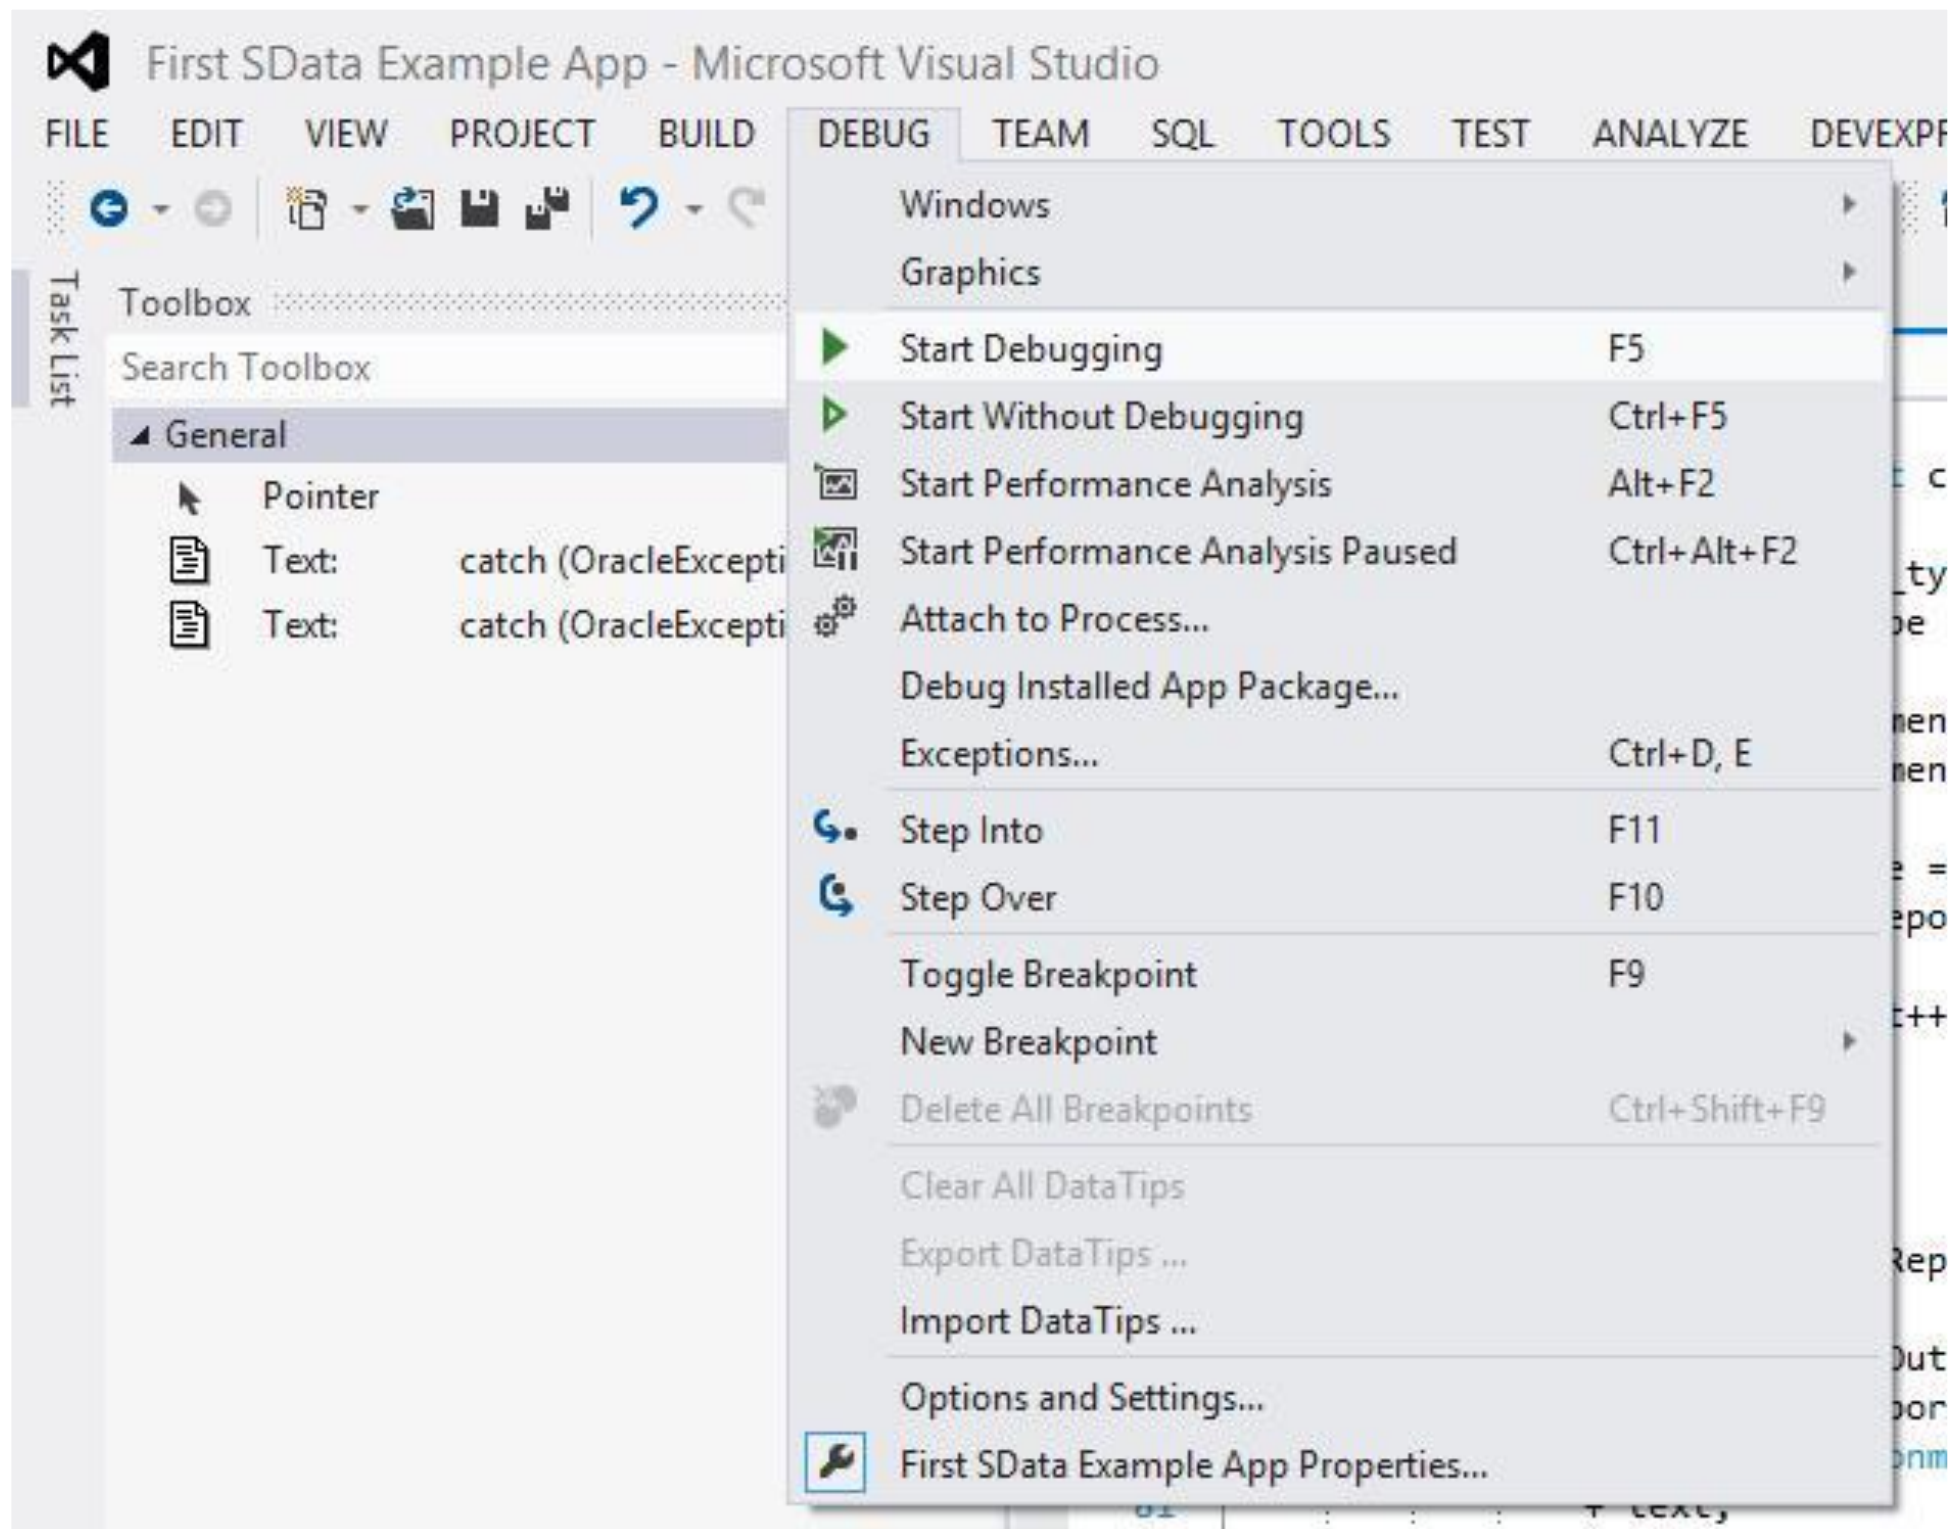 First SData Example App - Microsoft Visual Studio
FILE EDIT VIEW PROJECT BUILD DEBUG TEAM SQL TOOLS TEST ANALYZE
Task List
Toolbox
Search Toolbox
General
Pointer
Text: catch (OracleExcepti
Text: catch (OracleExcepti
Windows
Graphics
Start Debugging F5
Start Without Debugging Ctrl+F5
Start Performance Analysis Alt+F2
Start Performance Analysis Paused Ctrl+Alt+F2
Attach to Process...
Debug Installed App Package...
Exceptions... Ctrl+D, E
Step Into F11
Step Over F10
Toggle Breakpoint F9
New Breakpoint
Delete All Breakpoints Ctrl+Shift+F9
Clear All DataTips
Export DataTips ...
Import DataTips ...
Options and Settings...
First SData Example App Properties...